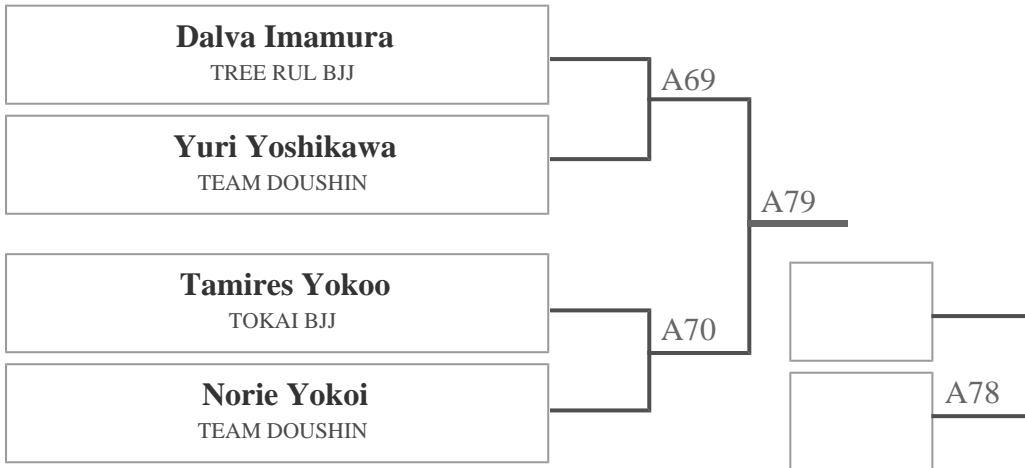 Dalva Imamura
TREE RUL BJJ
A69
Yuri Yoshikawa
TEAM DOUSHIN
A79
Tamires Yokoo
TOKAI BJJ
A70
Norie Yokoi
TEAM DOUSHIN
A78